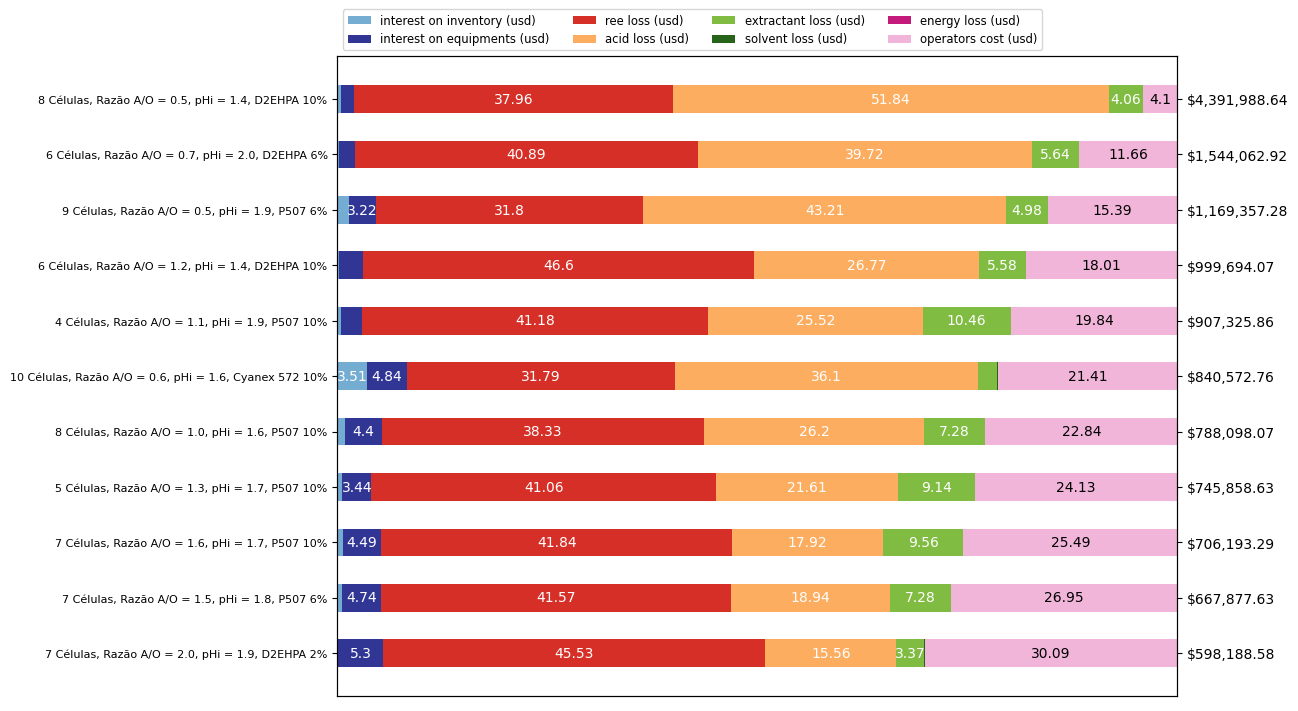 interest on inventory (usd) ree loss (usd) extractant loss (usd) energy loss (usd)
interest on equipments (usd) acid loss (usd) solvent loss (usd) operators cost (usd)
8 Células, Razão A/O = 0.5, pHi = 1.4, D2EHPA 10% 37.96 51.84 4.06 4.1 $4,391,988.64
6 Células, Razão A/O = 0.7, pHi = 2.0, D2EHPA 6% 40.89 39.72 5.64 11.66 $1,544,062.92
9 Células, Razão A/O = 0.5, pHi = 1.9, P507 6% 3.22 31.8 43.21 4.98 15.39 $1,169,357.28
6 Células, Razão A/O = 1.2, pHi = 1.4, D2EHPA 10% 46.6 26.77 5.58 18.01 $999,694.07
4 Células, Razão A/O = 1.1, pHi = 1.9, P507 10% 41.18 25.52 10.46 19.84 $907,325.86
10 Células, Razão A/O = 0.6, pHi = 1.6, Cyanex 572 10% 3.51 4.84 31.79 36.1 21.41 $840,572.76
8 Células, Razão A/O = 1.0, pHi = 1.6, P507 10% 4.4 38.33 26.2 7.28 22.84 $788,098.07
5 Células, Razão A/O = 1.3, pHi = 1.7, P507 10% 3.44 41.06 21.61 9.14 24.13 $745,858.63
7 Células, Razão A/O = 1.6, pHi = 1.7, P507 10% 4.49 41.84 17.92 9.56 25.49 $706,193.29
7 Células, Razão A/O = 1.5, pHi = 1.8, P507 6% 4.74 41.57 18.94 7.28 26.95 $667,877.63
7 Células, Razão A/O = 2.0, pHi = 1.9, D2EHPA 2% 5.3 45.53 15.56 3.37 30.09 $598,188.58